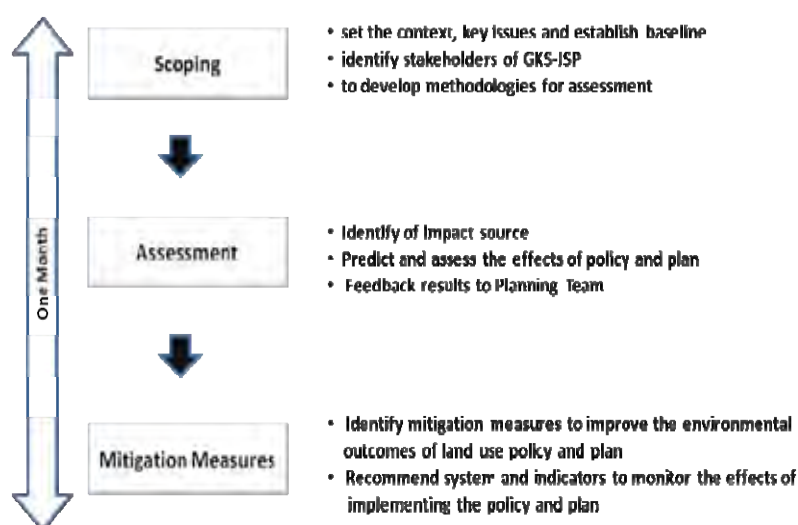 One Month
Scoping
• set the context, key issues and establish baseline
• identify stakeholders of GKS-JSP
• to develop methodologies for assessment
Assessment
• Identify of impact source
• Predict and assess the effects of policy and plan
• Feedback results to Planning Team
Mitigation Measures
• Identify mitigation measures to improve the environmental
outcomes of land use policy and plan
• Recommend system and indicators to monitor the effects of
implementing the policy and plan